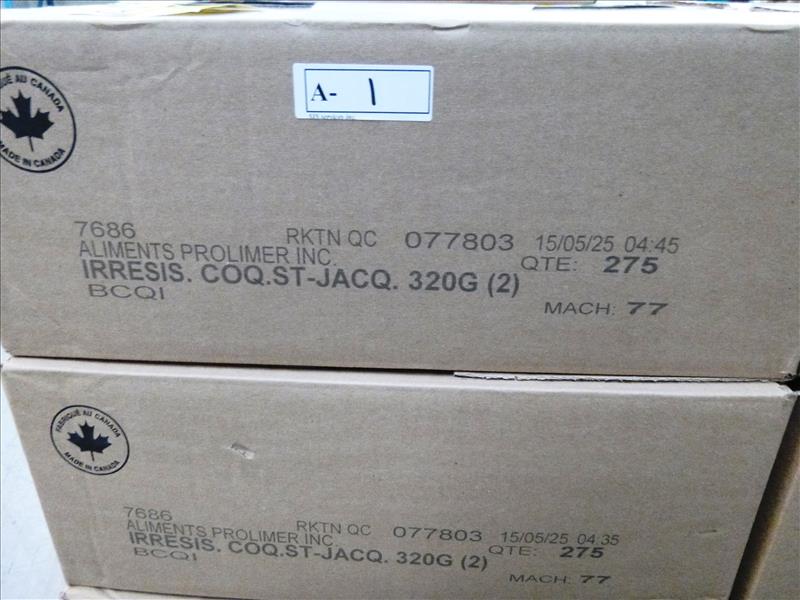 A- 1
FABRIQUÉ AU CANADA
MADE IN CANADA
7686 RKTN QC 077803 15/05/25 04:45
ALIMENTS PROLIMER INC. QTE: 275
IRRESIS. COQ.ST-JACQ. 320G (2)
BCQI MACH: 77
FABRIQUÉ AU CANADA
MADE IN CANADA
7686 RKTN QC 077803 15/05/25 04:35
ALIMENTS PROLIMER INC. QTE: 275
IRRESIS. COQ.ST-JACQ. 320G (2)
BCQI MACH: 77